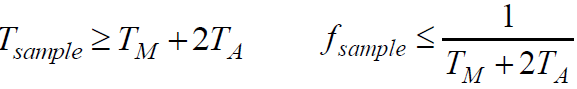 T_sample ≥ T_M + 2T_A   f_sample ≤ 1 / (T_M + 2T_A)